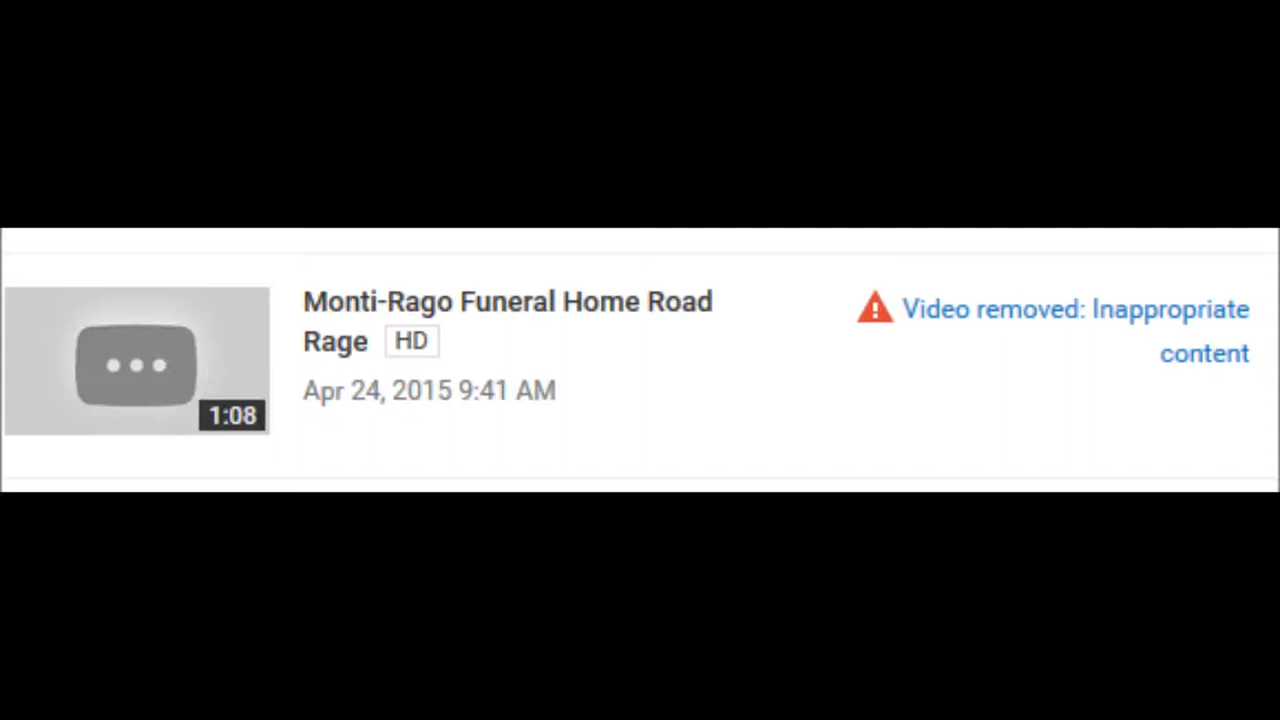 Monti-Rago Funeral Home Road
Rage HD
Apr 24, 2015 9:41 AM
1:08
Video removed: Inappropriate
content